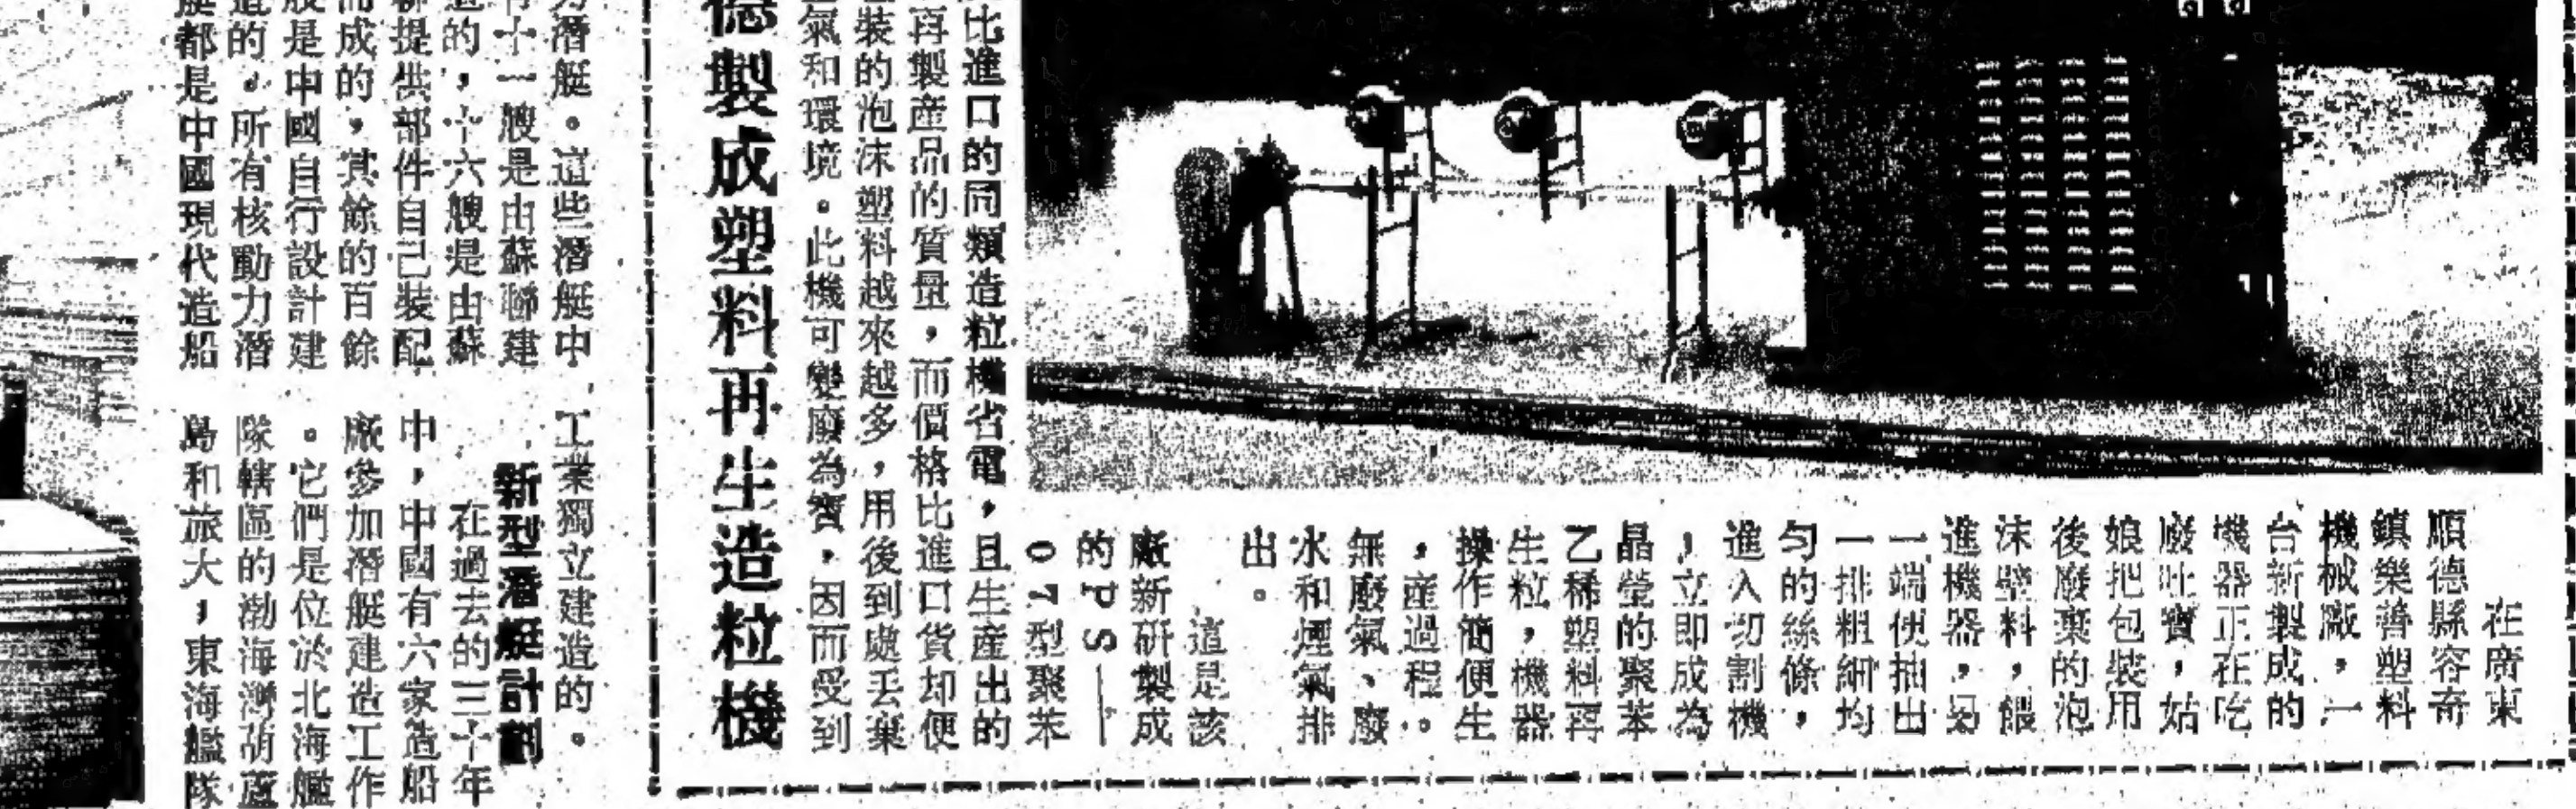 在廣東
順德縣容奇
鎮樂善塑料
機械廠，一
台新製成的
機器正在吃
廢吐寶，姑
娘把包裝用
後廢棄的泡
沫塑料，餵
進機器，另
一端便抽出
一排粗細均
勻的絲條，
進入切割機
，立即成為
晶瑩的聚苯
乙稀塑料再
生粒，機器
操作簡便生
，產過程。
無廢氣、廢
水和煙氣排
出。
這是該
廠新研製成
的PS—
07型聚苯
比進口的同類造粒機省電，且生產出的
再製產品的質量，而價格比進口貨却便
裝的泡沫塑料越來越多，用後到處丟棄
氣和環境。此機可變廢為寶，因而受到
德製成塑料再生造粒機
潛艇。這些潛艇中
十一艘是由蘇聯建
的，十六艘是由蘇
聯提供部件自己裝配
而成的，其餘的百餘
艘是中國自行設計建
造的。所有核動力潛
艇都是中國現代造船
工業獨立建造的。
新型潛艇計劃
在過去的三十年
中，中國有六家造船
廠參加潛艇建造工作
。它們是位於北海艦
隊轄區的渤海灣葫蘆
島和旅大，東海艦隊